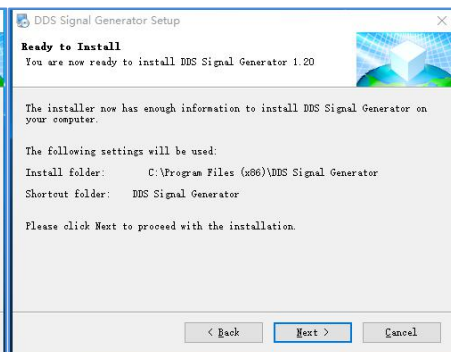 DDS Signal Generator Setup
Ready to Install
You are now ready to install DDS Signal Generator 1.20
The installer now has enough information to install DDS Signal Generator on
your computer.
The following settings will be used:
Install folder: C:\Program Files (x86)\DDS Signal Generator
Shortcut folder: DDS Signal Generator
Please click Next to proceed with the installation.
< Back Next > Cancel